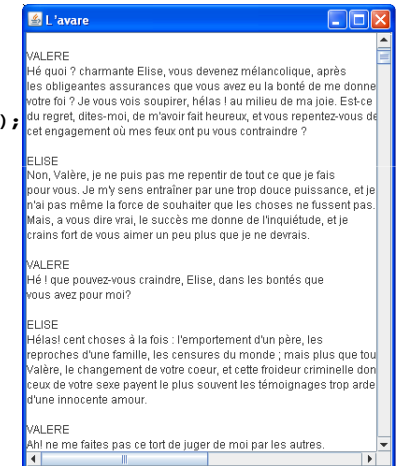 L'avare
);
VALERE
Hé quoi ? charmante Elise, vous devenez mélancolique, après
les obligeantes assurances que vous avez eu la bonté de me donne
votre foi ? Je vous vois soupirer, hélas ! au milieu de ma joie. Est-ce
du regret, dites-moi, de m'avoir fait heureux, et vous repentez-vous de
cet engagement où mes feux ont pu vous contraindre ?
ELISE
Non, Valère, je ne puis pas me repentir de tout ce que je fais
pour vous. Je m'y sens entraîner par une trop douce puissance, et je
n'ai pas même la force de souhaiter que les choses ne fussent pas.
Mais, a vous dire vrai, le succès me donne de l'inquiétude, et je
crains fort de vous aimer un peu plus que je ne devrais.
VALERE
Hé ! que pouvez-vous craindre, Elise, dans les bontés que
vous avez pour moi?
ELISE
Hélas! cent choses à la fois : l'emportement d'un père, les
reproches d'une famille, les censures du monde ; mais plus que tou
Valère, le changement de votre coeur, et cette froideur criminelle don
ceux de votre sexe payent le plus souvent les témoignages trop arde
d'une innocente amour.
VALERE
Ah! ne me faites pas ce tort de juger de moi par les autres.